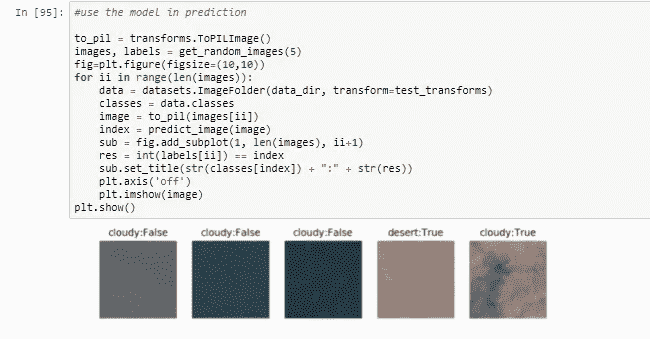 In [95]: #use the model in prediction
to_pil = transforms.ToPILImage()
images, labels = get_random_images(5)
fig=plt.figure(figsize=(10,10))
for ii in range(len(images)):
    data = datasets.ImageFolder(data_dir, transform=test_transforms)
    classes = data.classes
    image = to_pil(images[ii])
    index = predict_image(image)
    sub = fig.add_subplot(1, len(images), ii+1)
    res = int(labels[ii]) == index
    sub.set_title(str(classes[index]) + ":" + str(res))
    plt.axis('off')
    plt.imshow(image)
plt.show()
cloudy:False cloudy:False cloudy:False desert:True cloudy:True